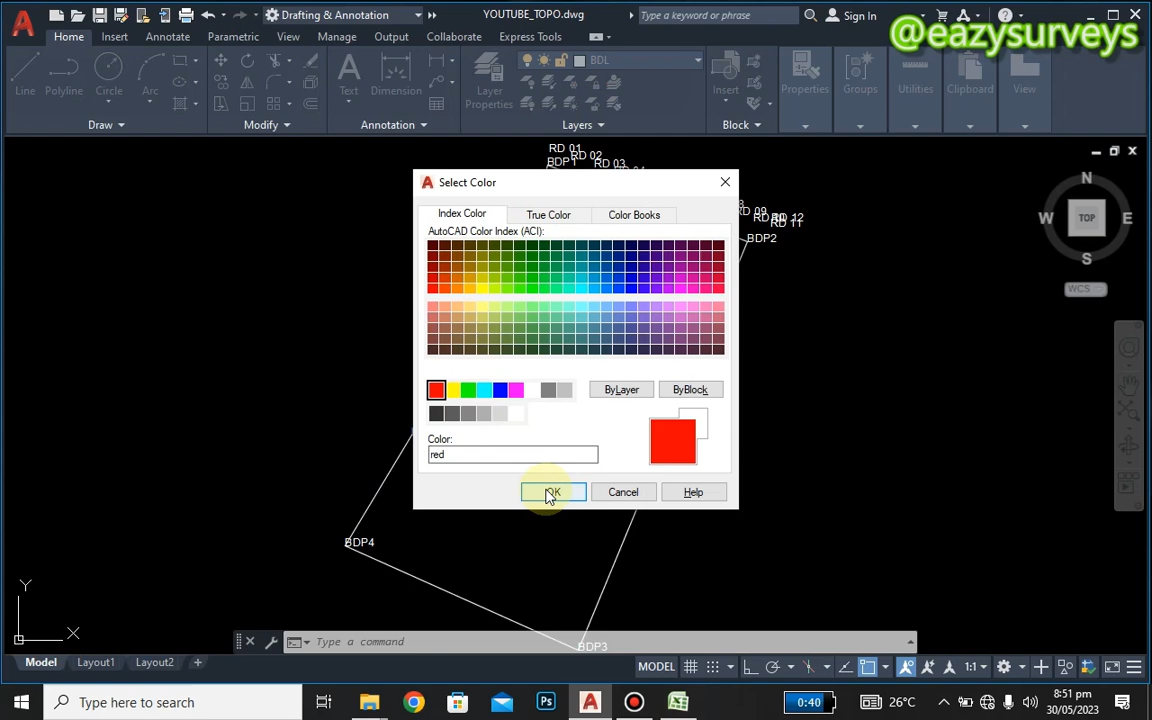 Drafting & Annotation
YOUTUBE_TOPO.dwg
Type a keyword or phrase
Sign In
@eazysurveys
Home
Insert
Annotate
Parametric
View
Manage
Output
Collaborate
Express Tools
BDL
Line
Polyline
Circle
Arc
Text
Dimension
Layer
Properties
Insert
Properties
Groups
Utilities
Clipboard
View
Draw
Modify
Annotation
Layers
Block
RD 01
RD 02
BDP1
RD 03
RD 09
RD 12
RD 11
BDP2
N
W
TOP
E
S
WCS
Select Color
Index Color
True Color
Color Books
AutoCAD Color Index (ACI):
ByLayer
ByBlock
Color:
red
OK
Cancel
Help
BDP4
BDP3
Y
X
Type a command
Model
Layout1
Layout2
+
MODEL
1:1
Type here to search
0:40
26°C
8:51 pm
30/05/2023